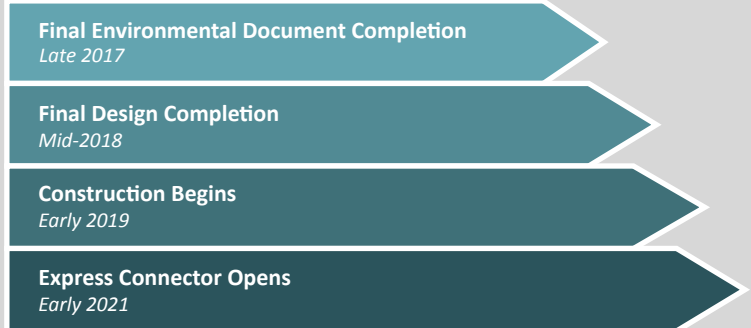 Final Environmental Document Completion
Late 2017
Final Design Completion
Mid-2018
Construction Begins
Early 2019
Express Connector Opens
Early 2021